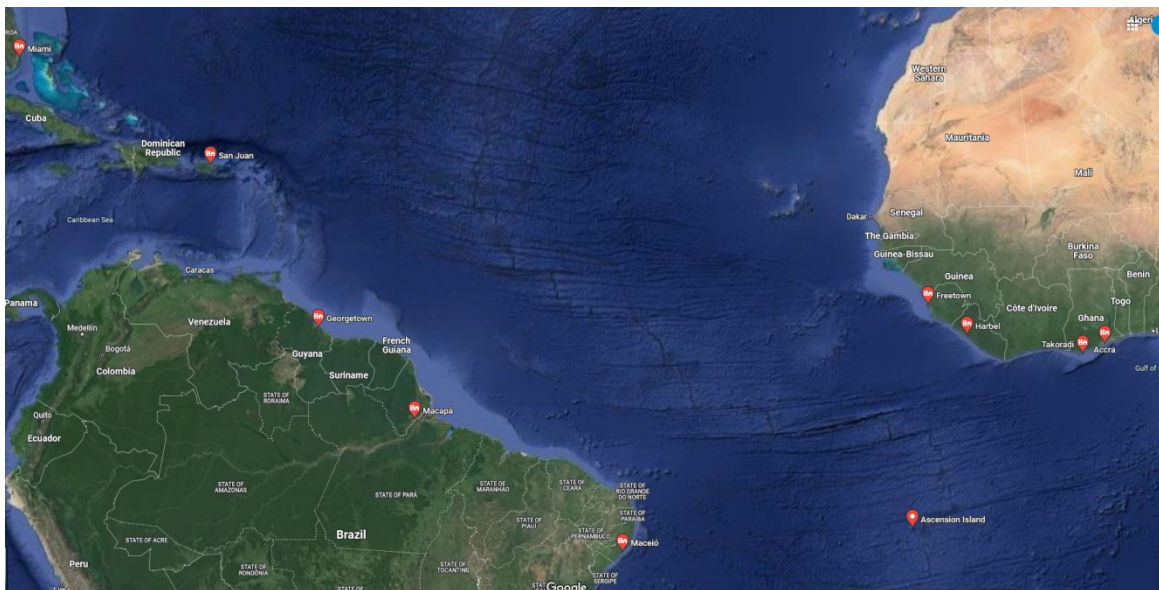 ROA
Miami
Cuba
Dominican
Republic
San Juan
Caribbean Sea
Caracas
Panama
Medellín
Venezuela
Georgetown
Bogotá
Colombia
Guyana
French
Guiana
Suriname
STATE OF
RORAIMA
Macapá
Quito
Ecuador
STATE OF
AMAZONAS
STATE OF PARÁ
STATE OF
MARANHÃO
STATE OF
CEARÁ
STATE OF
RIO GRANDE
DO NORTE
STATE OF
PARAÍBA
STATE OF
PIAUÍ
STATE OF
PERNAMBUCO
Brazil
STATE OF ACRE
Maceió
STATE OF
RONDÔNIA
STATE OF
TOCANTINS
Peru
STATE OF
SERGIPE
Google
Algeri
Western
Sahara
Mauritania
Mali
Dakar
Senegal
The Gambia
Guinea-Bissau
Burkina
Faso
Guinea
Benin
Freetown
Côte d'Ivoire
Togo
Ghana
Harbel
Takoradi
Accra
Gulf of
Ascension Island